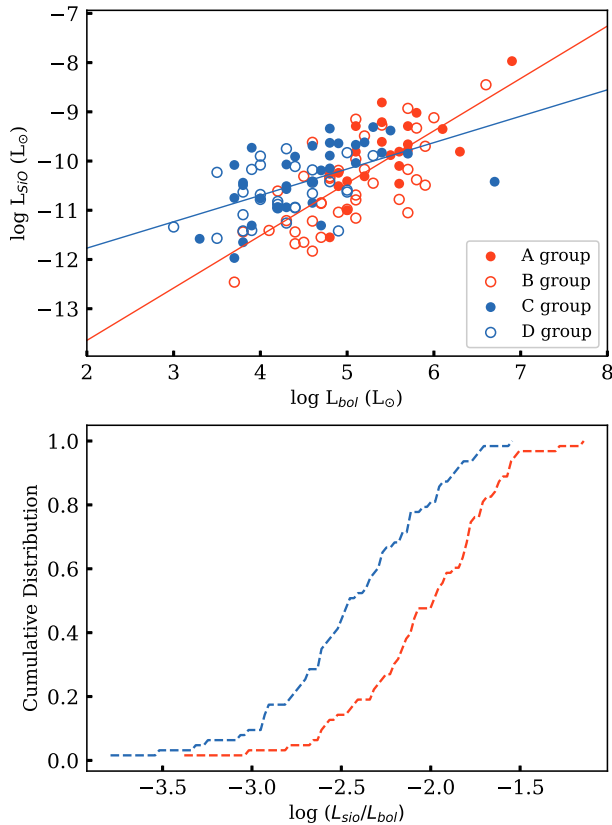 −7
−8
−9
−10
−11
−12
−13
log L_SiO (L_⊙)
A group
B group
C group
D group
2 3 4 5 6 7 8
log L_bol (L_⊙)
1.0
0.8
0.6
0.4
0.2
0.0
Cumulative Distribution
−3.5 −3.0 −2.5 −2.0 −1.5
log (L_sio/L_bol)